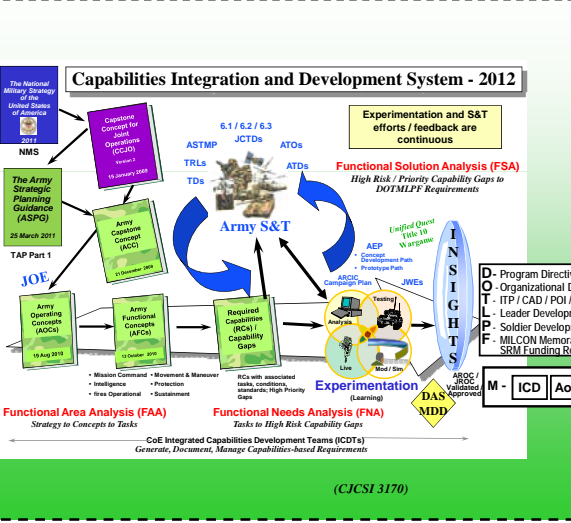 Capabilities Integration and Development System - 2012
The National
Military Strategy
of the
United States
of America
2011
NMS
Capstone
Concept for
Joint
Operations
(CCJO)
Version 3
15 January 2009
The Army
Strategic
Planning
Guidance
(ASPG)
25 March 2011
TAP Part 1
Army
Capstone
Concept
(ACC)
21 December 2009
JOE
Army
Operating
Concepts
(AOCs)
19 Aug 2010
Army
Functional
Concepts
(AFCs)
13 October 2010
Required
Capabilities
(RCs) /
Capability
Gaps
6.1 / 6.2 / 6.3
JCTDs
ASTMP
ATOs
TRLs
ATDs
TDs
Army S&T
Experimentation and S&T
efforts / feedback are
continuous
Functional Solution Analysis (FSA)
High Risk / Priority Capability Gaps to
DOTMLPF Requirements
Unified Quest
Title 10
Wargame
AEP
• Concept
Development Path
• Prototype Path
ARCIC
Campaign Plan
JWEs
Testing
Analysis
Live
Mod / Sim
Experimentation
(Learning)
I
N
S
I
G
H
T
S
D - Program Directiv
O - Organizational D
T - ITP / CAD / POI /
L - Leader Developm
P - Soldier Developm
F - MILCON Memora
SRM Funding Re
AROC /
JROC
Validated /
Approved
DAS
MDD
M - ICD Ao
• Mission Command
• Intelligence
• fires Operational
• Movement & Maneuver
• Protection
• Sustainment
RCs with associated
tasks, conditions,
standards; High Priority
Gaps
Functional Area Analysis (FAA)
Strategy to Concepts to Tasks
Functional Needs Analysis (FNA)
Tasks to High Risk Capability Gaps
CoE Integrated Capabilities Development Teams (ICDTs)
Generate, Document, Manage Capabilities-based Requirements
(CJCSI 3170)